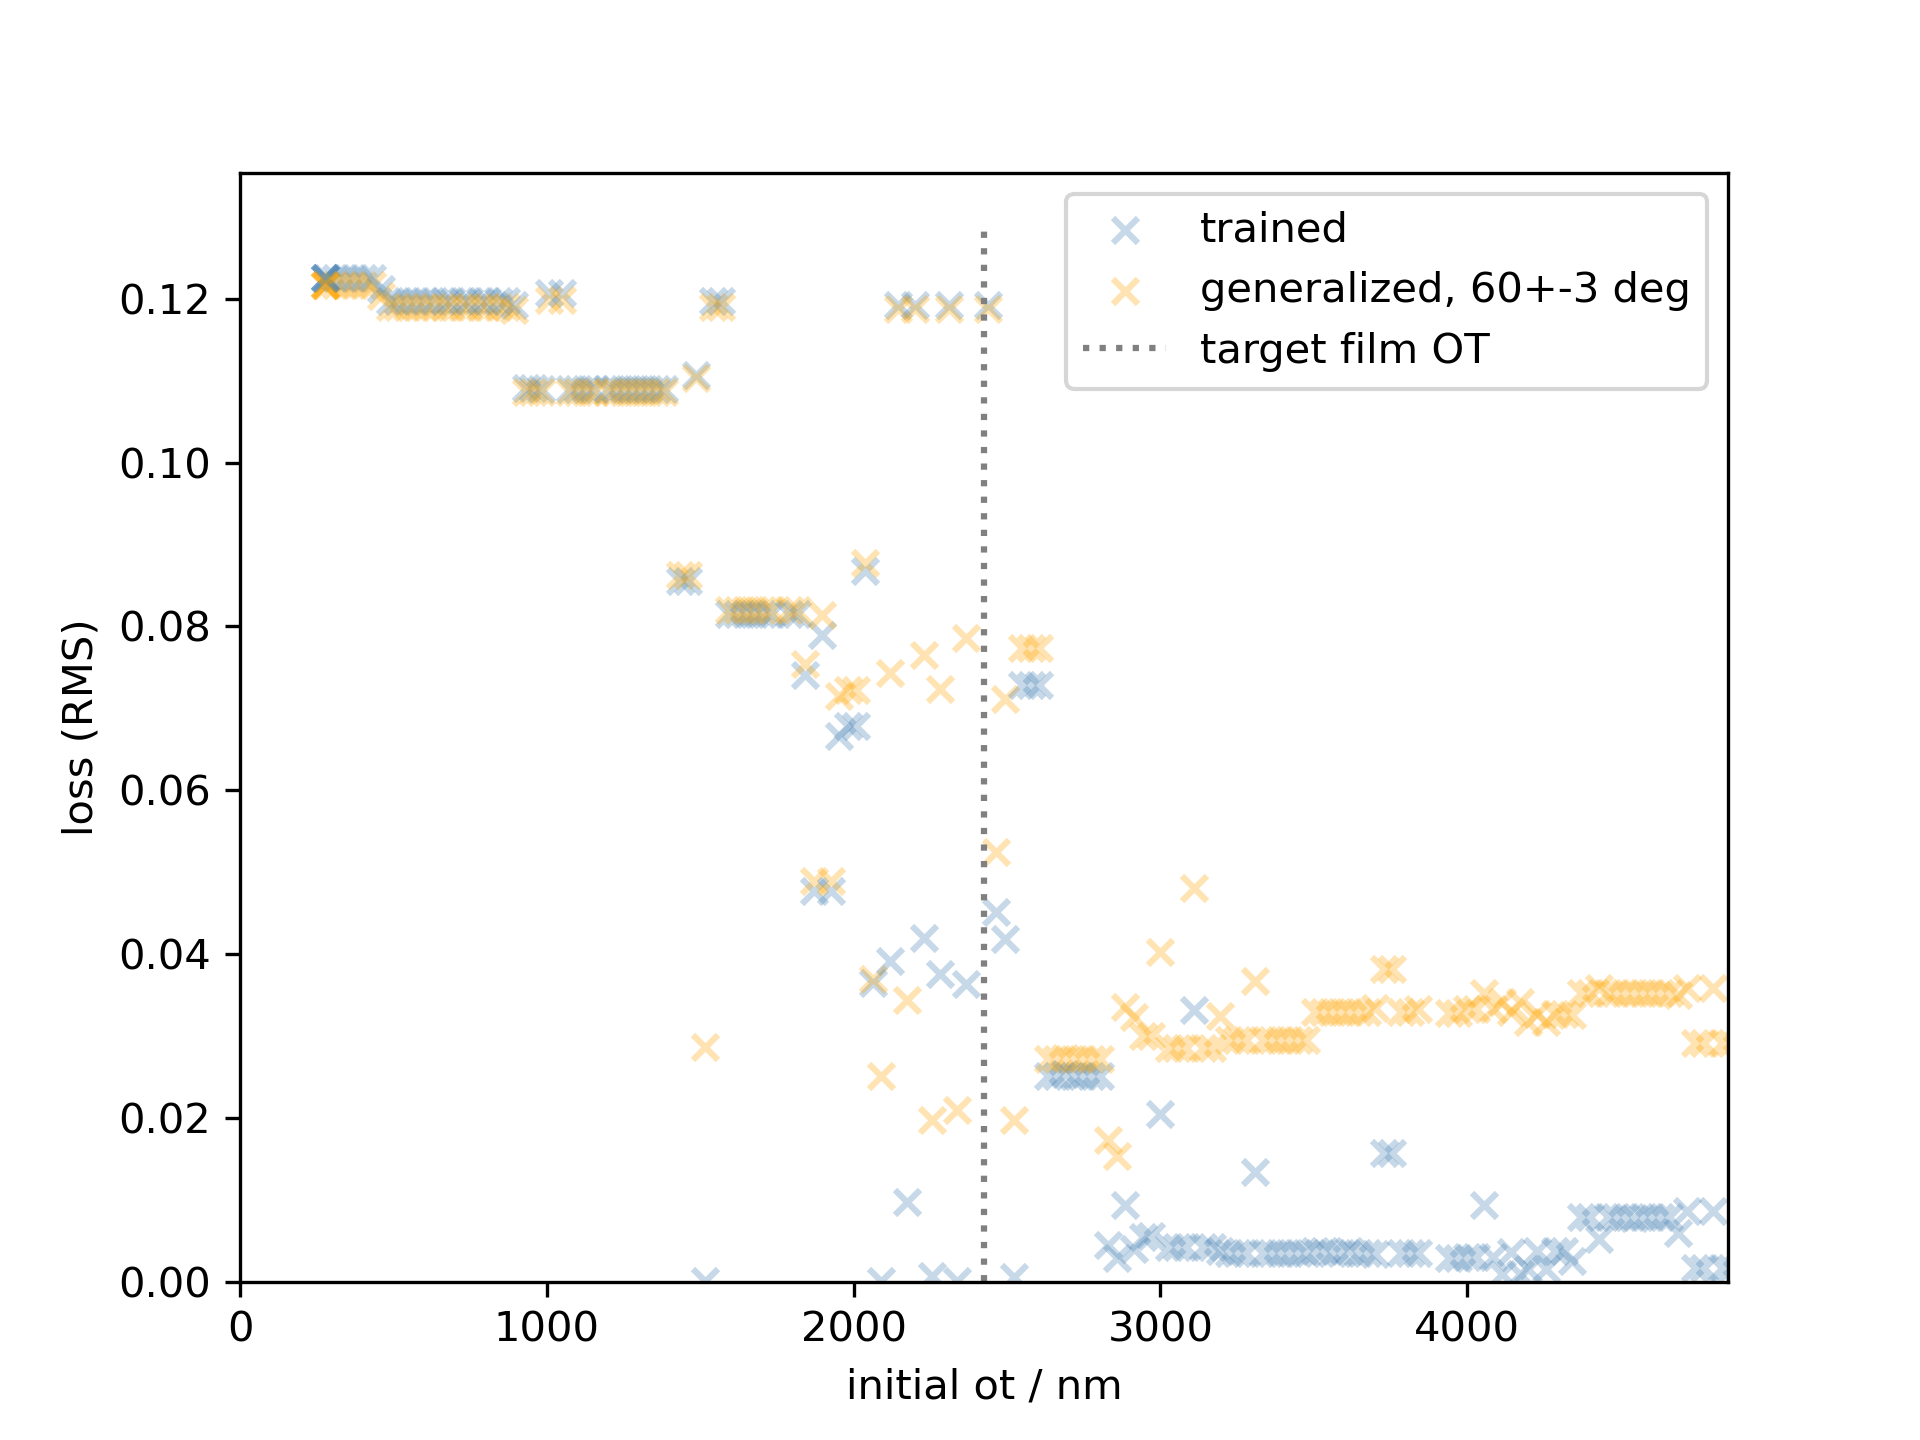 trained
generalized, 60+-3 deg
target film OT
0.12
0.10
0.08
0.06
0.04
0.02
0.00
loss (RMS)
0 1000 2000 3000 4000
initial ot / nm